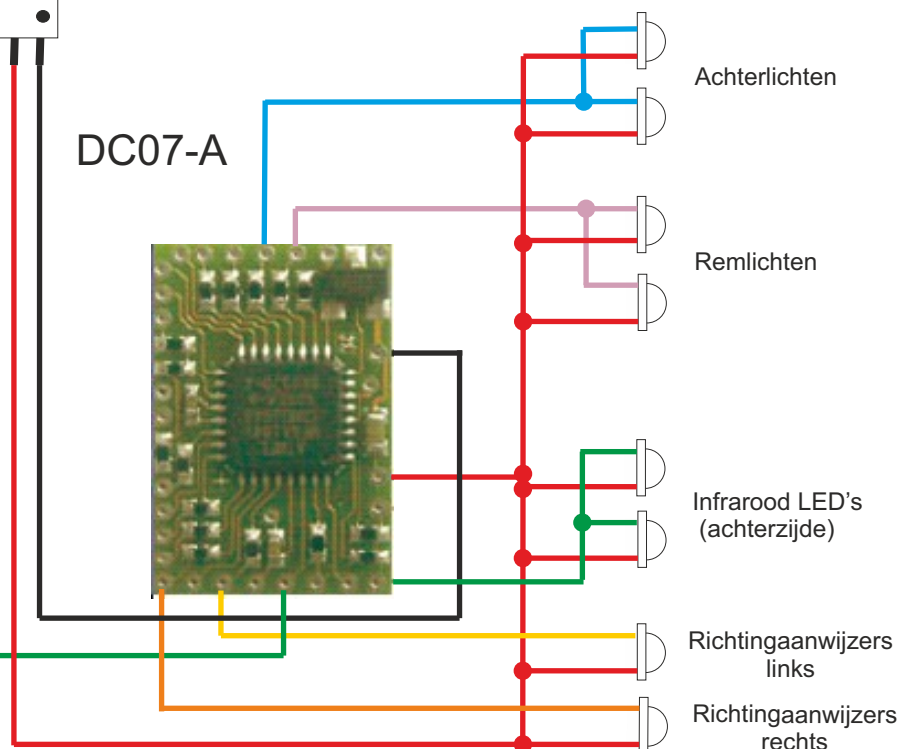 Achterlichten
DC07-A
Remlichten
Infrarood LED's
(achterzijde)
Richtingaanwijzers
links
Richtingaanwijzers
rechts